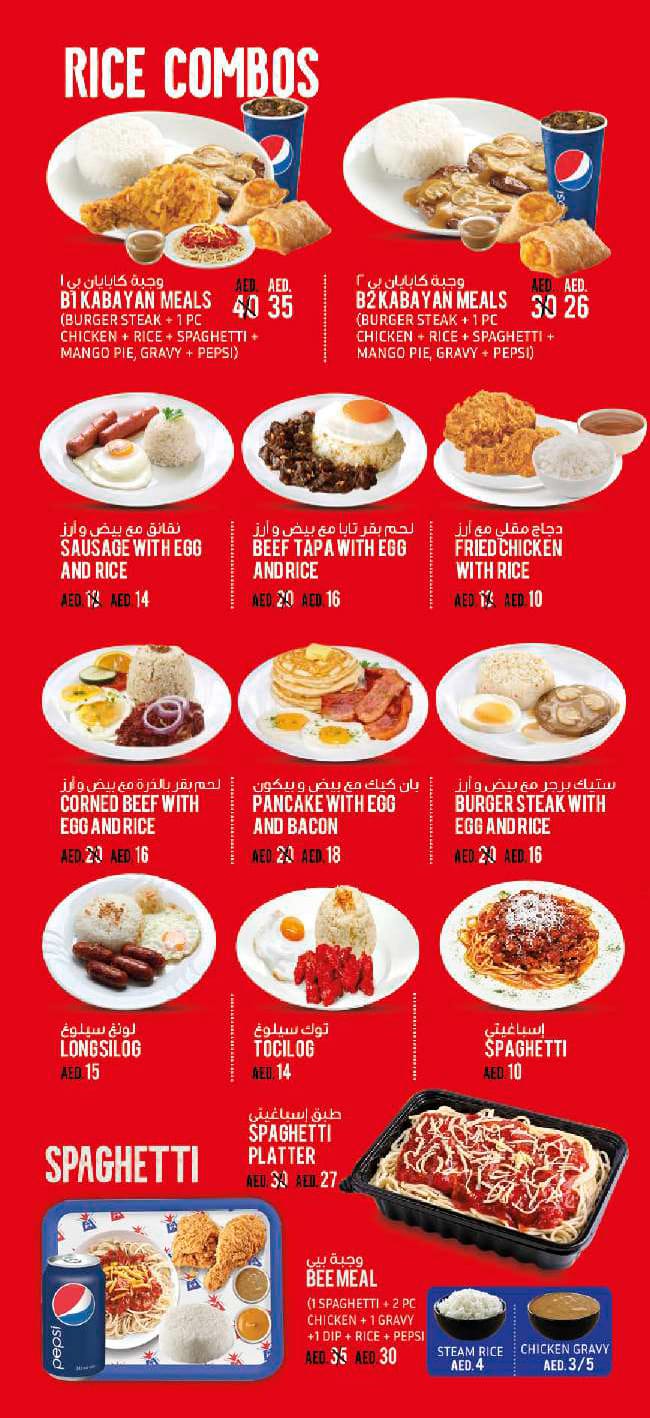 RICE COMBOS
وجبة كابايان بي ١
B1 KABAYAN MEALS
(BURGER STEAK + 1 PC
CHICKEN + RICE + SPAGHETTI +
MANGO PIE, GRAVY + PEPSI)
AED. AED.
40 35
وجبة كابايان بي ٢
B2 KABAYAN MEALS
(BURGER STEAK + 1 PC
CHICKEN + RICE + SPAGHETTI +
MANGO PIE, GRAVY + PEPSI)
AED. AED.
30 26
نقانق مع بيض و أرز
SAUSAGE WITH EGG
AND RICE
AED. AED. 14
لحم بقر تابا مع بيض و أرز
BEEF TAPA WITH EGG
AND RICE
AED. 20 AED. 16
دجاج مقلي مع أرز
FRIED CHICKEN
WITH RICE
AED. AED. 10
لحم بقر بالذرة مع بيض و أرز
CORNED BEEF WITH
EGG AND RICE
AED. 20 AED. 16
بان كيك مع بيض و بيكون
PANCAKE WITH EGG
AND BACON
AED. 20 AED. 18
ستيك برجر مع بيض و أرز
BURGER STEAK WITH
EGG AND RICE
AED. 20 AED. 16
لونغ سيلوغ
LONGSILOG
AED. 15
توك سيلوغ
TOCILOG
AED. 14
إسباغيتي
SPAGHETTI
AED. 10
SPAGHETTI
طبق إسباغيتي
SPAGHETTI
PLATTER
AED. 30 AED. 27
pepsi
وجبة بيي
BEE MEAL
(1 SPAGHETTI + 2 PC
CHICKEN + 1 GRAVY
+1 DIP + RICE + PEPSI
AED. 35 AED. 30
STEAM RICE
AED. 4
CHICKEN GRAVY
AED. 3/5